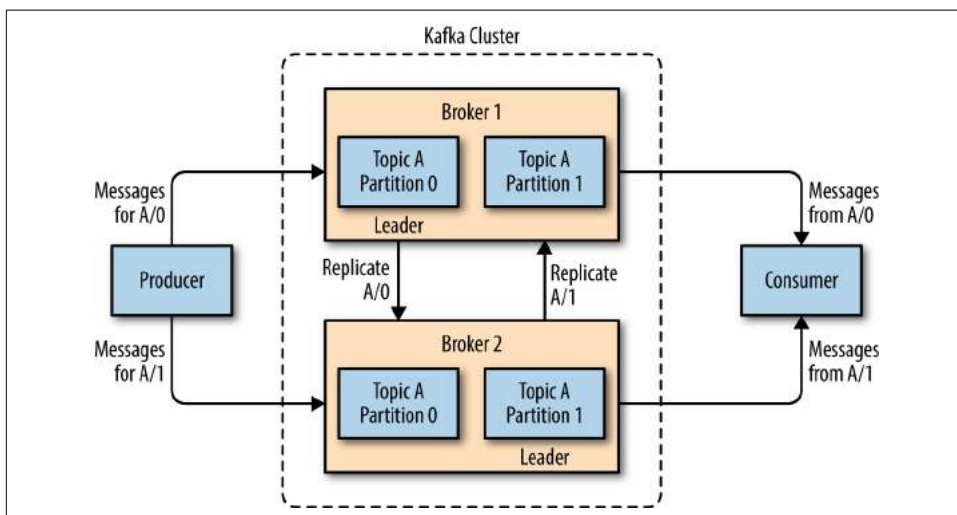 Kafka Cluster
Broker 1
Topic A
Partition 0
Topic A
Partition 1
Leader
Messages
for A/0
Messages
from A/0
Producer
Replicate
A/0
Replicate
A/1
Consumer
Messages
for A/1
Messages
from A/1
Broker 2
Topic A
Partition 0
Topic A
Partition 1
Leader